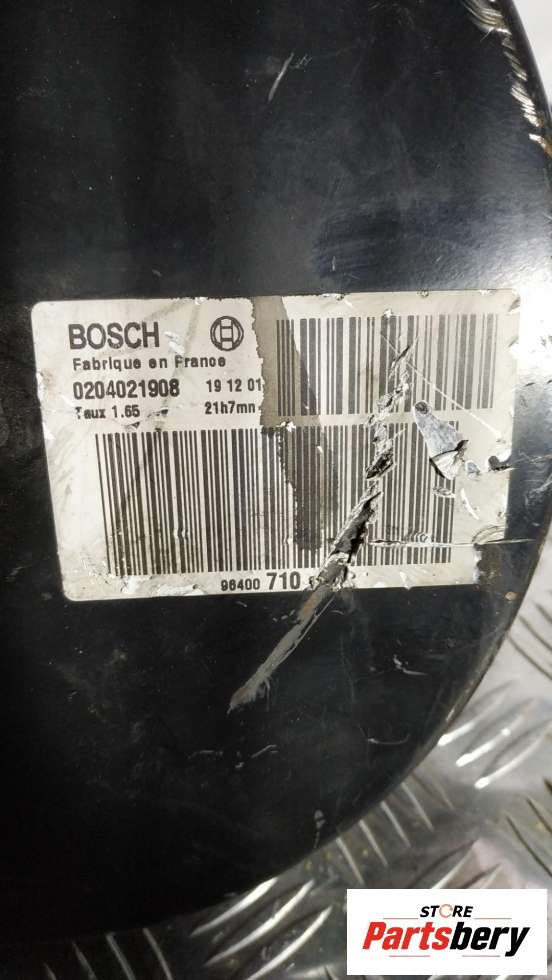 BOSCH
Fabrique en France
0204021908 19 12 01
Taux 1.65 21h7mn
96400 710
STORE
Partsbery